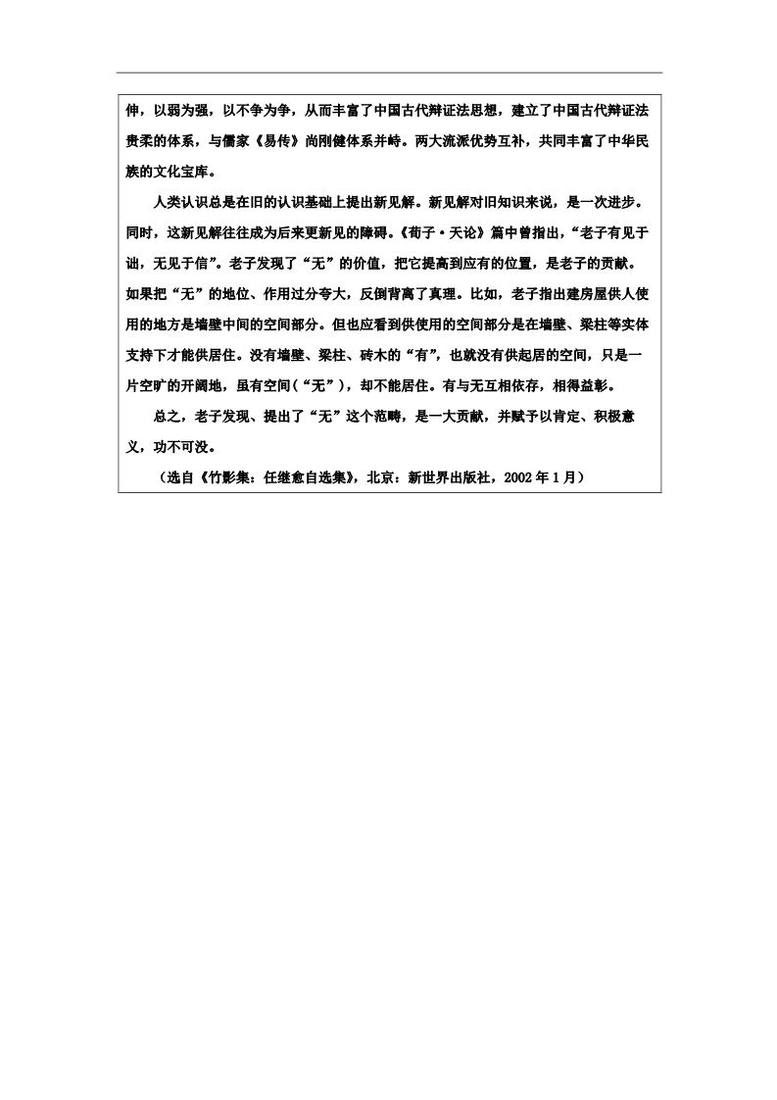 伸，以弱为强，以不争为争，从而丰富了中国古代辩证法思想，建立了中国古代辩证法
贵柔的体系，与儒家《易传》尚刚健体系并峙。两大流派优势互补，共同丰富了中华民
族的文化宝库。
人类认识总是在旧的认识基础上提出新见解。新见解对旧知识来说，是一次进步。
同时，这新见解往往成为后来更新见的障碍。《荀子·天论》篇中曾指出，“老子有见于
诎，无见于信”。老子发现了“无”的价值，把它提高到应有的位置，是老子的贡献。
如果把“无”的地位、作用过分夸大，反倒背离了真理。比如，老子指出建房屋供人使
用的地方是墙壁中间的空间部分。但也应看到供使用的空间部分是在墙壁、梁柱等实体
支持下才能供居住。没有墙壁、梁柱、砖木的“有”，也就没有供起居的空间，只是一
片空旷的开阔地，虽有空间(“无”)，却不能居住。有与无互相依存，相得益彰。
总之，老子发现、提出了“无”这个范畴，是一大贡献，并赋予以肯定、积极意
义，功不可没。
（选自《竹影集：任继愈自选集》，北京：新世界出版社，2002 年 1 月）